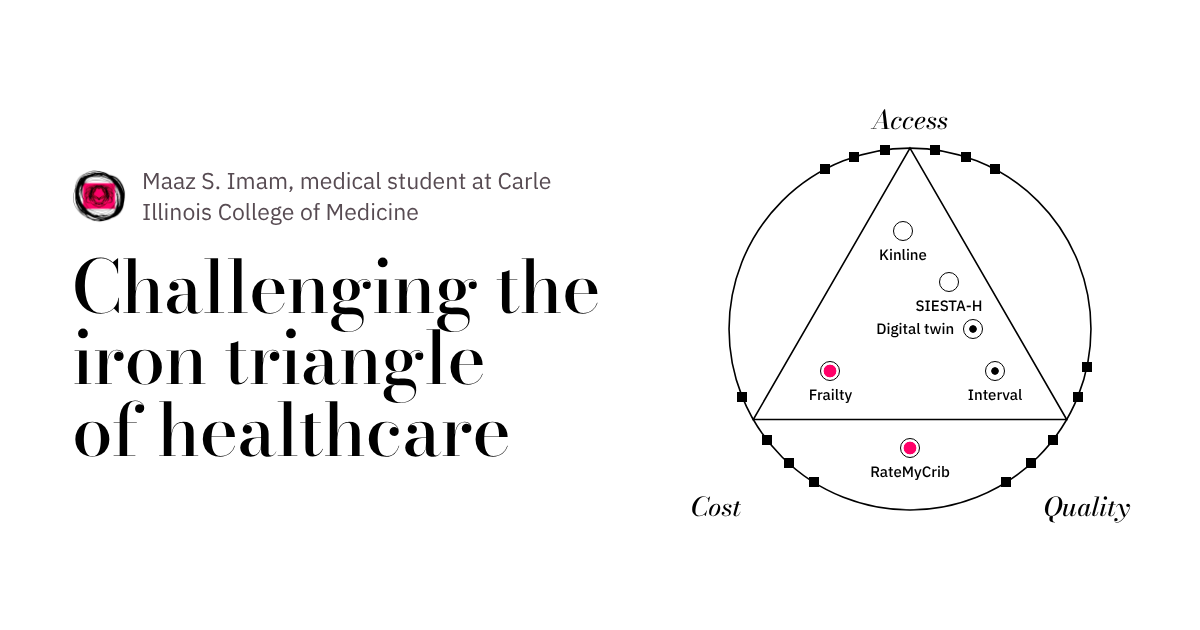 Maaz S. Imam, medical student at Carle
Illinois College of Medicine
Challenging the
iron triangle
of healthcare
Access
Kinline
SIESTA-H
Digital twin
Frailty
Interval
RateMyCrib
Cost
Quality